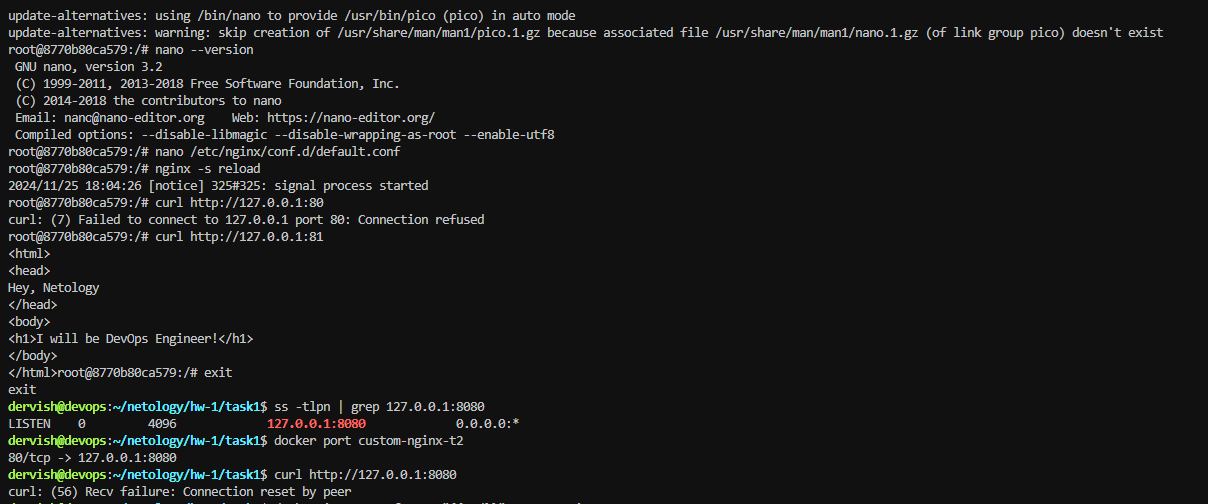 update-alternatives: using /bin/nano to provide /usr/bin/pico (pico) in auto mode
update-alternatives: warning: skip creation of /usr/share/man/man1/pico.1.gz because associated file /usr/share/man/man1/nano.1.gz (of link group pico) doesn't exist
root@8770b80ca579:/# nano --version
 GNU nano, version 3.2
 (C) 1999-2011, 2013-2018 Free Software Foundation, Inc.
 (C) 2014-2018 the contributors to nano
 Email: nano@nano-editor.org    Web: https://nano-editor.org/
 Compiled options: --disable-libmagic --disable-wrapping-as-root --enable-utf8
root@8770b80ca579:/# nano /etc/nginx/conf.d/default.conf
root@8770b80ca579:/# nginx -s reload
2024/11/25 18:04:26 [notice] 325#325: signal process started
root@8770b80ca579:/# curl http://127.0.0.1:80
curl: (7) Failed to connect to 127.0.0.1 port 80: Connection refused
root@8770b80ca579:/# curl http://127.0.0.1:81
<html>
<head>
Hey, Netology
</head>
<body>
<h1>I will be DevOps Engineer!</h1>
</body>
</html>root@8770b80ca579:/# exit
exit
dervish@devops:~/netology/hw-1/task1$ ss -tlpn | grep 127.0.0.1:8080
LISTEN    0         4096             127.0.0.1:8080             0.0.0.0:*
dervish@devops:~/netology/hw-1/task1$ docker port custom-nginx-t2
80/tcp -> 127.0.0.1:8080
dervish@devops:~/netology/hw-1/task1$ curl http://127.0.0.1:8080
curl: (56) Recv failure: Connection reset by peer